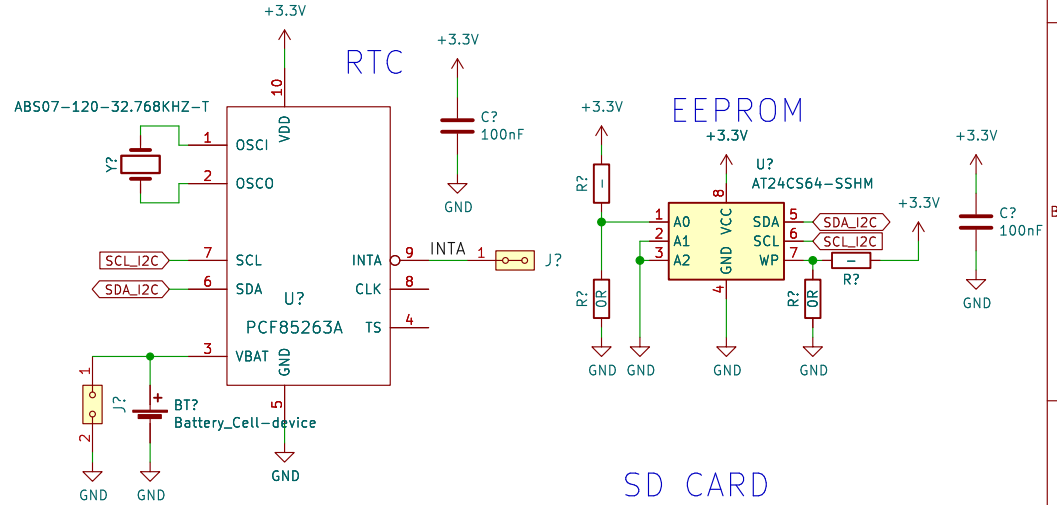 +3.3V
RTC
+3.3V
ABS07-120-32.768KHZ-T
10
VDD
C?
100nF
Y?
1
OSCI
2
OSCO
GND
SCL_I2C
7
SCL
INTA
9
INTA
1
J?
SDA_I2C
6
SDA
CLK
8
U?
PCF85263A
TS
4
3
VBAT
GND
1
J?
2
BT?
Battery_Cell-device
5
GND
GND
GND
EEPROM
+3.3V
+3.3V
+3.3V
U?
AT24CS64-SSHM
R?
-
8
VCC
+3.3V
1
A0
SDA
5
SDA_I2C
2
A1
SCL
6
SCL_I2C
3
A2
GND
WP
7
-
R?
C?
100nF
GND
R?
0R
4
R?
0R
GND
GND
GND
GND
SD CARD
B